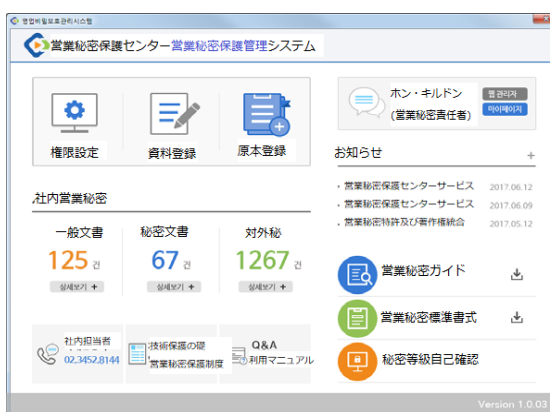 영업비밀보호관리시스템
営業秘密保護センター営業秘密保護管理システム
権限設定
資料登録
原本登録
ホン・キルドン
(営業秘密責任者)
웹 관리자
마이페이지
お知らせ
+
・営業秘密保護センターサービス 2017.06.12
・営業秘密保護センターサービス 2017.06.09
・営業秘密特許及び著作権統合 2017.05.12
社内営業秘密
一般文書
125 건
상세보기 +
秘密文書
67 건
상세보기 +
対外秘
1267 건
상세보기 +
営業秘密ガイド
営業秘密標準書式
秘密等級自己確認
社内担当者
02.3452.8144
技術保護の礎
営業秘密保護制度
Q&A
利用マニュアル
Version 1.0.03